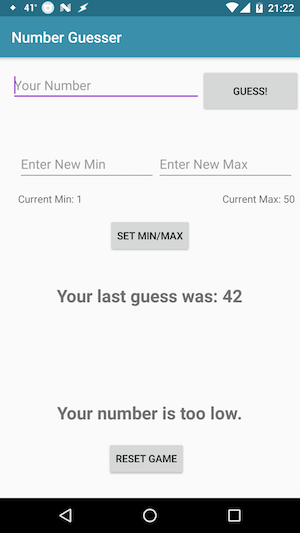 41° 21:22
Number Guesser
Your Number GUESS!
Enter New Min Enter New Max
Current Min: 1 Current Max: 50
SET MIN/MAX
Your last guess was: 42
Your number is too low.
RESET GAME